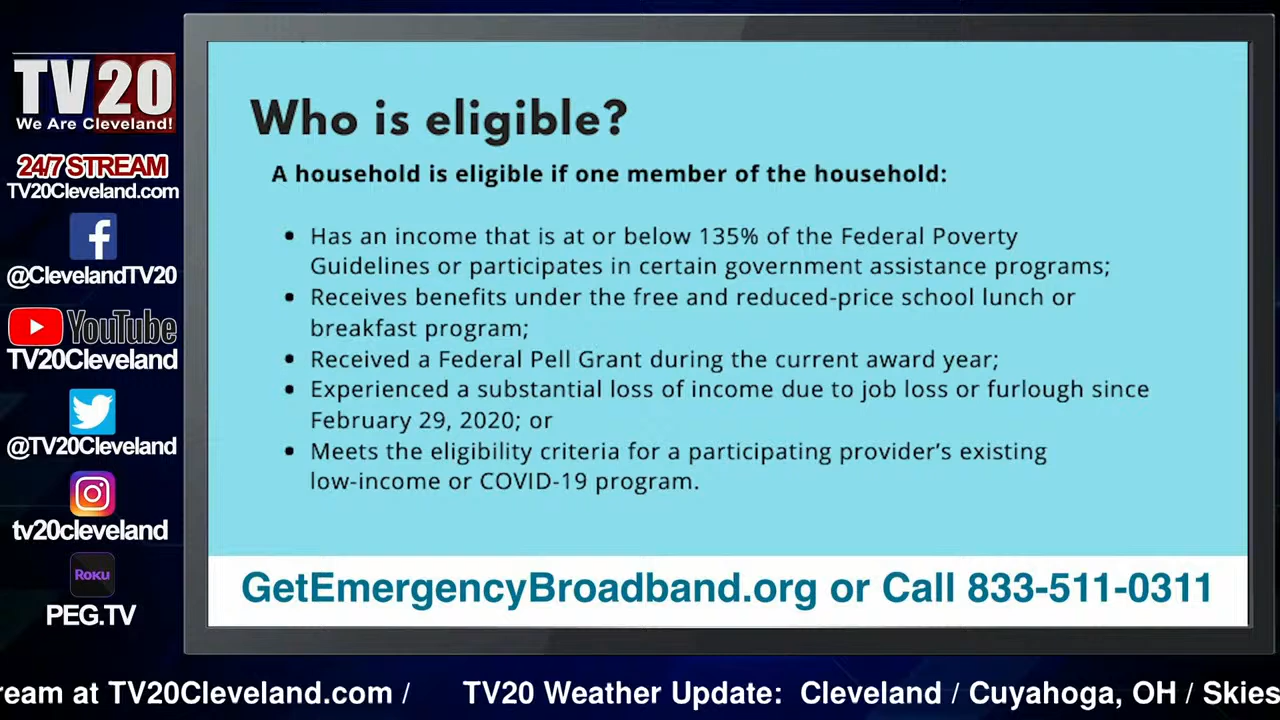 TV20
We Are Cleveland!
24/7 STREAM
TV20Cleveland.com
@ClevelandTV20
YouTube
TV20Cleveland
@TV20Cleveland
tv20cleveland
ROKU
PEG.TV
Who is eligible?
A household is eligible if one member of the household:
• Has an income that is at or below 135% of the Federal Poverty
Guidelines or participates in certain government assistance programs;
• Receives benefits under the free and reduced-price school lunch or
breakfast program;
• Received a Federal Pell Grant during the current award year;
• Experienced a substantial loss of income due to job loss or furlough since
February 29, 2020; or
• Meets the eligibility criteria for a participating provider’s existing
low-income or COVID-19 program.
GetEmergencyBroadband.org or Call 833-511-0311
ream at TV20Cleveland.com / TV20 Weather Update: Cleveland / Cuyahoga, OH / Skies